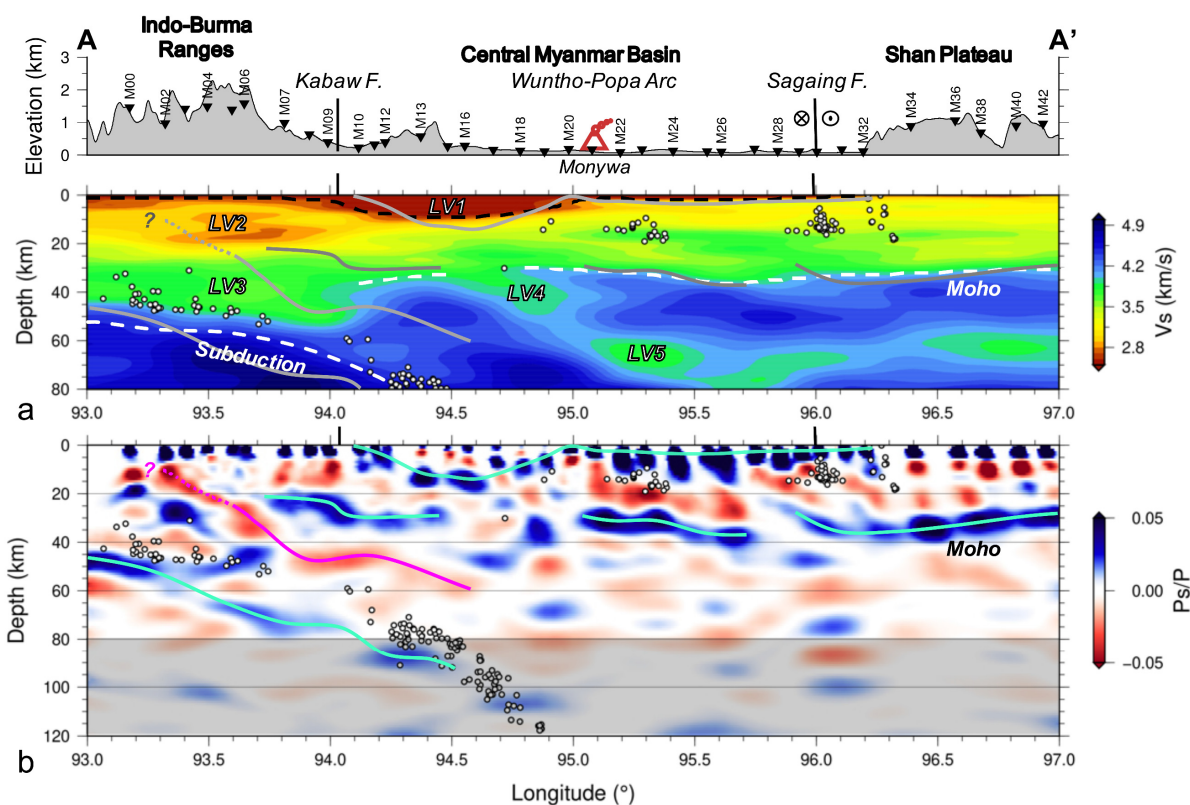 Indo-Burma
Ranges
A
Central Myanmar Basin
Shan Plateau
A'
Kabaw F.
Wuntho-Popa Arc
Sagaing F.
Elevation (km)
3
2
1
0
M00
M02
M04
M06
M07
M09
M10
M12
M13
M16
M18
M20
M22
M24
M26
M28
M32
M34
M36
M38
M40
M42
Monywa
Depth (km)
0
20
40
60
80
?
LV1
LV2
LV3
LV4
LV5
Moho
Subduction
4.9
4.2
3.5
2.8
Vs (km/s)
a
93.0 93.5 94.0 94.5 95.0 95.5 96.0 96.5 97.0
Depth (km)
0
20
40
60
80
100
120
?
Moho
0.05
0.00
−0.05
Ps/P
b
93.0 93.5 94.0 94.5 95.0 95.5 96.0 96.5 97.0
Longitude (°)